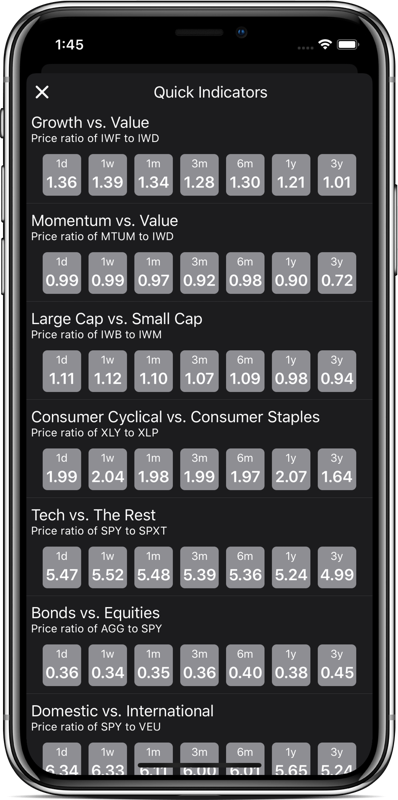 1:45
Quick Indicators
Growth vs. Value
Price ratio of IWF to IWD
1d 1w 1m 3m 6m 1y 3y
1.36 1.39 1.34 1.28 1.30 1.21 1.01
Momentum vs. Value
Price ratio of MTUM to IWD
1d 1w 1m 3m 6m 1y 3y
0.99 0.99 0.97 0.92 0.98 0.90 0.72
Large Cap vs. Small Cap
Price ratio of IWB to IWM
1d 1w 1m 3m 6m 1y 3y
1.11 1.12 1.10 1.07 1.09 0.98 0.94
Consumer Cyclical vs. Consumer Staples
Price ratio of XLY to XLP
1d 1w 1m 3m 6m 1y 3y
1.99 2.04 1.98 1.99 1.97 2.07 1.64
Tech vs. The Rest
Price ratio of SPY to SPXT
1d 1w 1m 3m 6m 1y 3y
5.47 5.52 5.48 5.39 5.36 5.24 4.99
Bonds vs. Equities
Price ratio of AGG to SPY
1d 1w 1m 3m 6m 1y 3y
0.36 0.34 0.35 0.36 0.40 0.38 0.45
Domestic vs. International
Price ratio of SPY to VEU
1d 1w 1m 3m 6m 1y 3y
6.34 6.33 6.11 6.00 6.01 5.65 5.24